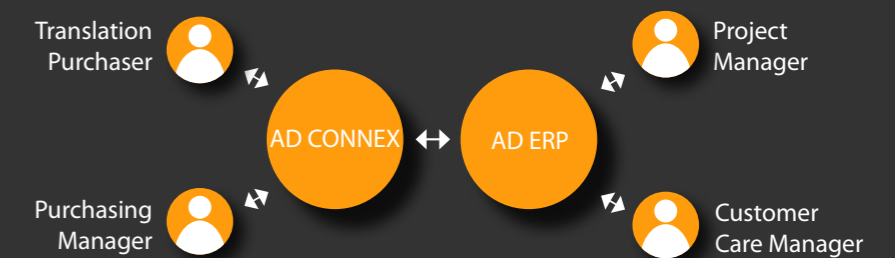 Translation
Purchaser
Project
Manager
AD CONNEX
AD ERP
Purchasing
Manager
Customer
Care Manager